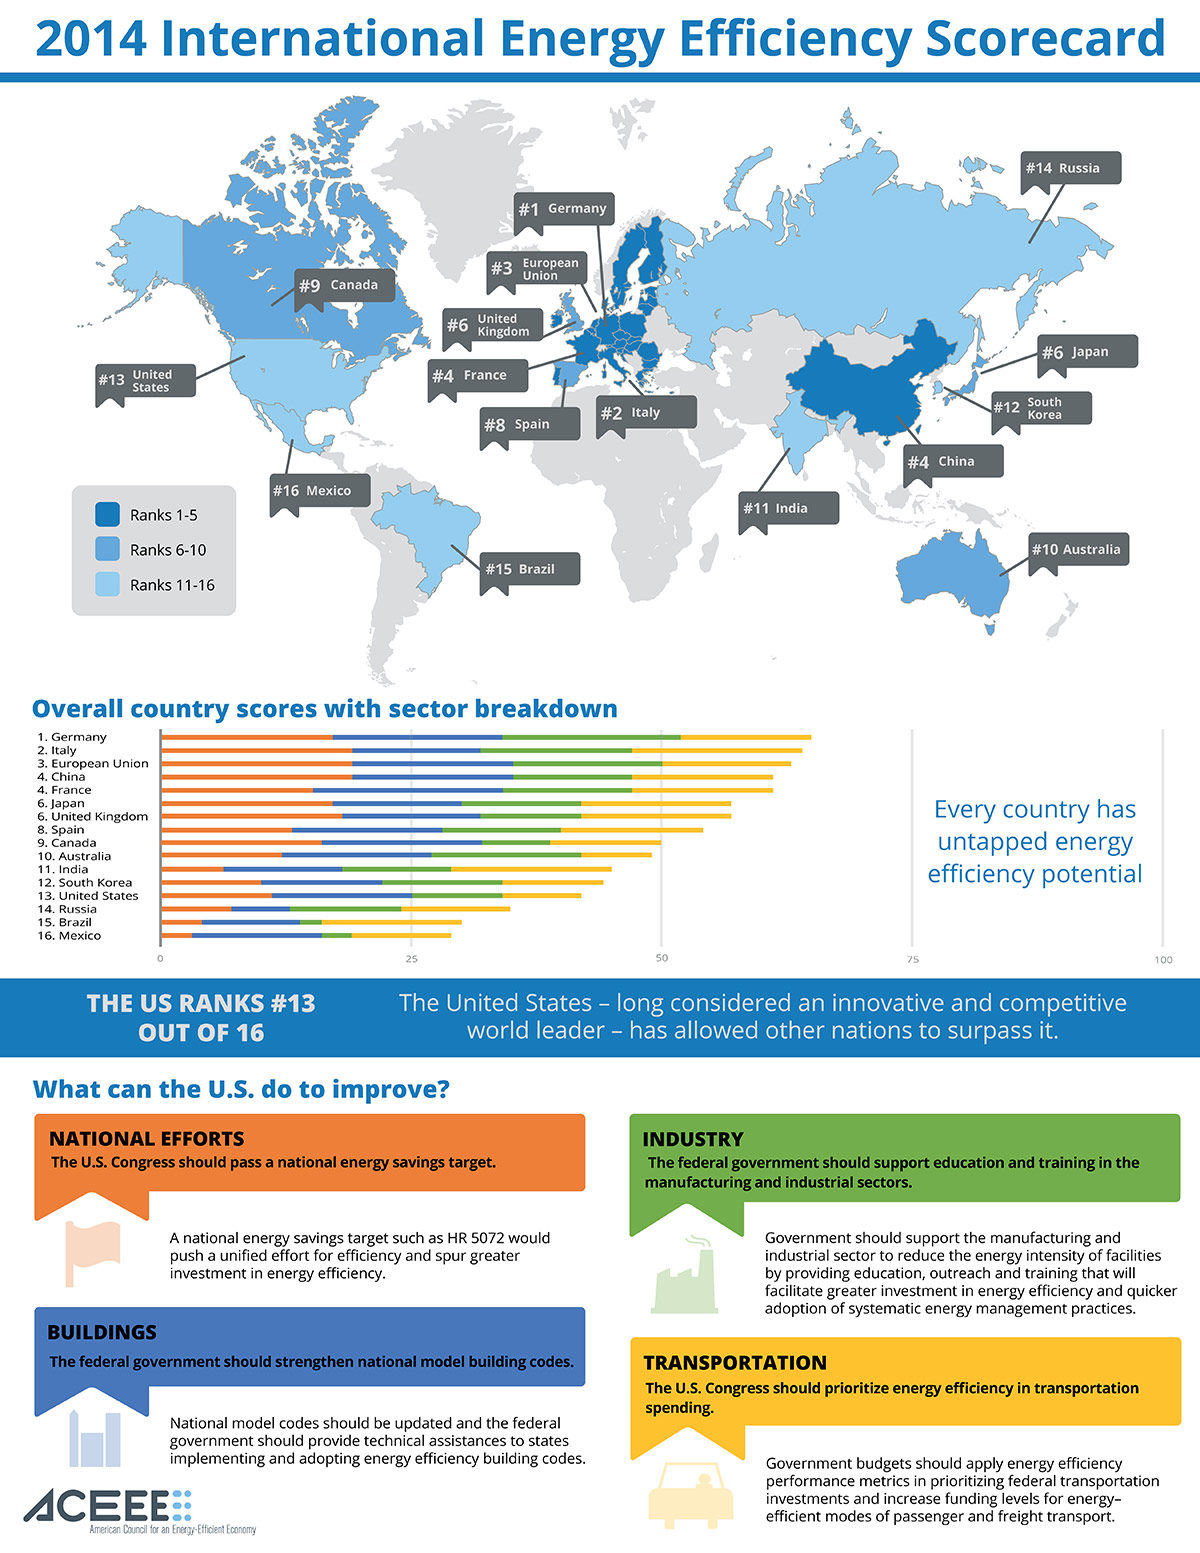 2014 International Energy Efficiency Scorecard
#14 Russia
#1 Germany
#3 European
Union
#9 Canada
#6 United
Kingdom
#6 Japan
#13 United
States
#4 France
#12 South
Korea
#2 Italy
#8 Spain
#4 China
#16 Mexico
#11 India
Ranks 1-5
Ranks 6-10
Ranks 11-16
#10 Australia
#15 Brazil
Overall country scores with sector breakdown
1. Germany
2. Italy
3. European Union
4. China
4. France
6. Japan
6. United Kingdom
8. Spain
9. Canada
10. Australia
11. India
12. South Korea
13. United States
14. Russia
15. Brazil
16. Mexico
0
25
50
75
100
Every country has
untapped energy
efficiency potential
THE US RANKS #13
OUT OF 16
The United States – long considered an innovative and competitive
world leader – has allowed other nations to surpass it.
What can the U.S. do to improve?
NATIONAL EFFORTS
The U.S. Congress should pass a national energy savings target.
A national energy savings target such as HR 5072 would
push a unified effort for efficiency and spur greater
investment in energy efficiency.
BUILDINGS
The federal government should strengthen national model building codes.
National model codes should be updated and the federal
government should provide technical assistances to states
implementing and adopting energy efficiency building codes.
INDUSTRY
The federal government should support education and training in the
manufacturing and industrial sectors.
Government should support the manufacturing and
industrial sector to reduce the energy intensity of facilities
by providing education, outreach and training that will
facilitate greater investment in energy efficiency and quicker
adoption of systematic energy management practices.
TRANSPORTATION
The U.S. Congress should prioritize energy efficiency in transportation
spending.
Government budgets should apply energy efficiency
performance metrics in prioritizing federal transportation
investments and increase funding levels for energy–
efficient modes of passenger and freight transport.
ACEEE
American Council for an Energy-Efficient Economy